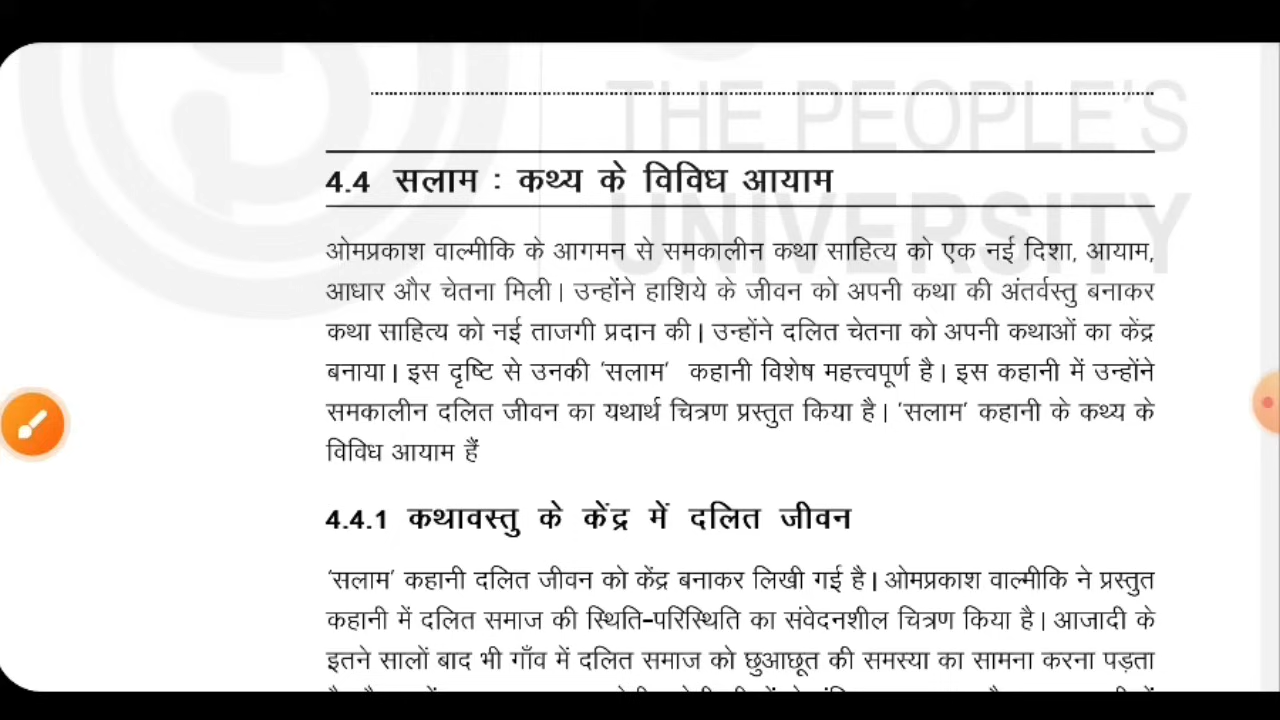 THE PEOPLE'S
UNIVERSITY
4.4 सलाम : कथ्य के विविध आयाम
ओमप्रकाश वाल्मीकि के आगमन से समकालीन कथा साहित्य को एक नई दिशा, आयाम,
आधार और चेतना मिली। उन्होंने हाशिये के जीवन को अपनी कथा की अंतर्वस्तु बनाकर
कथा साहित्य को नई ताजगी प्रदान की। उन्होंने दलित चेतना को अपनी कथाओं का केंद्र
बनाया। इस दृष्टि से उनकी 'सलाम' कहानी विशेष महत्त्वपूर्ण है। इस कहानी में उन्होंने
समकालीन दलित जीवन का यथार्थ चित्रण प्रस्तुत किया है। 'सलाम' कहानी के कथ्य के
विविध आयाम हैं
4.4.1 कथावस्तु के केंद्र में दलित जीवन
'सलाम' कहानी दलित जीवन को केंद्र बनाकर लिखी गई है। ओमप्रकाश वाल्मीकि ने प्रस्तुत
कहानी में दलित समाज की स्थिति-परिस्थिति का संवेदनशील चित्रण किया है। आजादी के
इतने सालों बाद भी गाँव में दलित समाज को छुआछूत की समस्या का सामना करना पड़ता